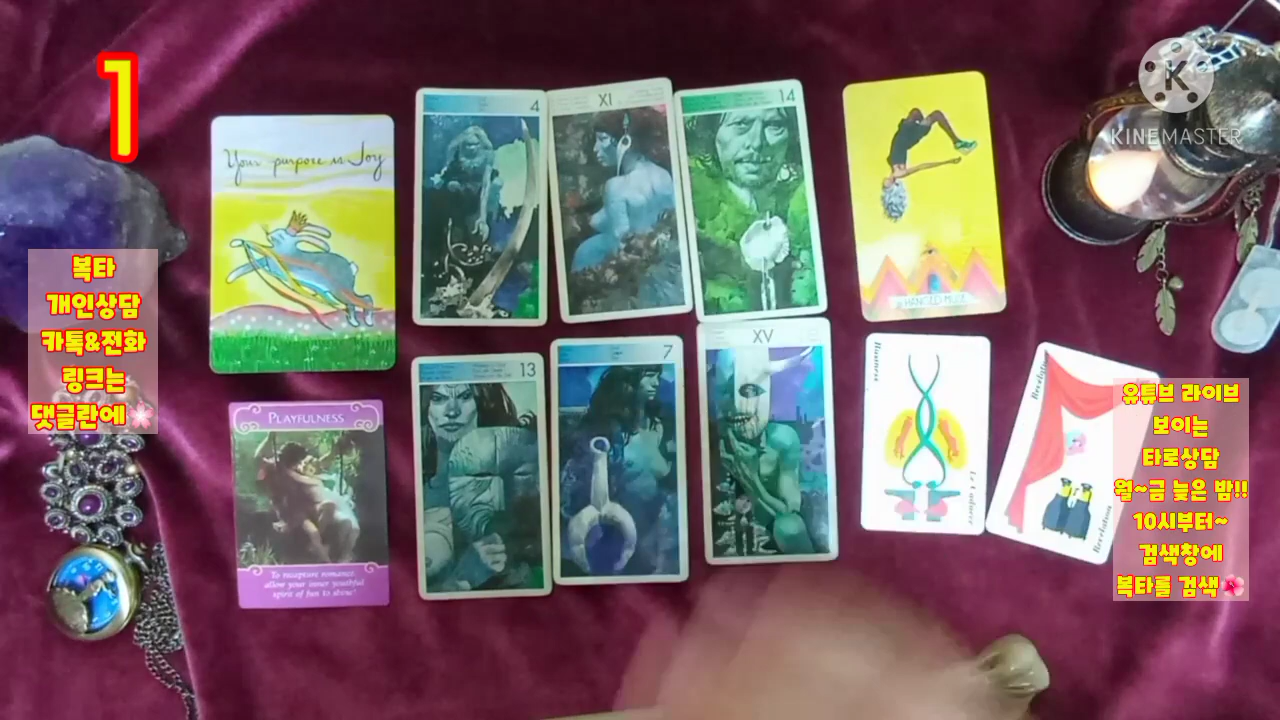 1
Your purpose is Joy
4
XI
14
HANGED MUSE
KINEMASTER
복타
개인상담
카톡&전화
링크는
댓글란에🌸
PLAYFULNESS
To recapture romance,
allow your inner youthful
spirit of fun to shine!
13
7
XV
Business
Le Caducée
Revelation
Revelation
유튜브 라이브
보이는
타로상담
월~금 늦은 밤!!
10시부터~
검색창에
복타를 검색🌺